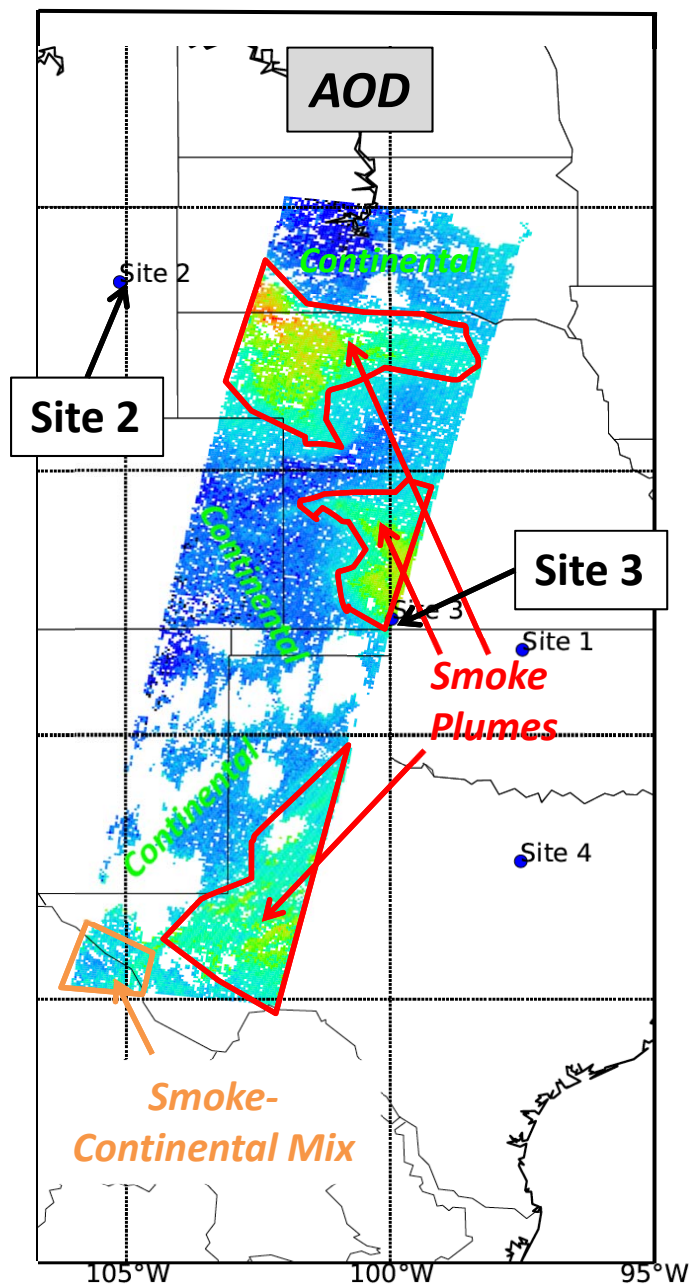 AOD
Continental
Site 2
Site 2
Continental
Site 3
Site 3
Site 1
Smoke
Plumes
Continental
Site 4
Smoke-
Continental Mix
105°W
100°W
95°W